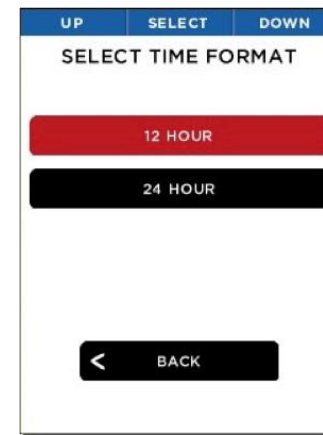 UP SELECT DOWN
SELECT TIME FORMAT
12 HOUR
24 HOUR
< BACK